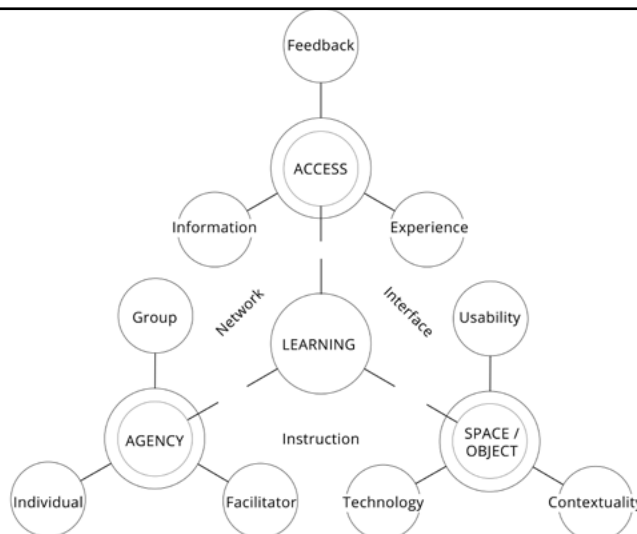 Feedback
ACCESS
Information
Experience
Network
Interface
Group
Usability
LEARNING
AGENCY
Instruction
SPACE /
OBJECT
Individual
Facilitator
Technology
Contextuality